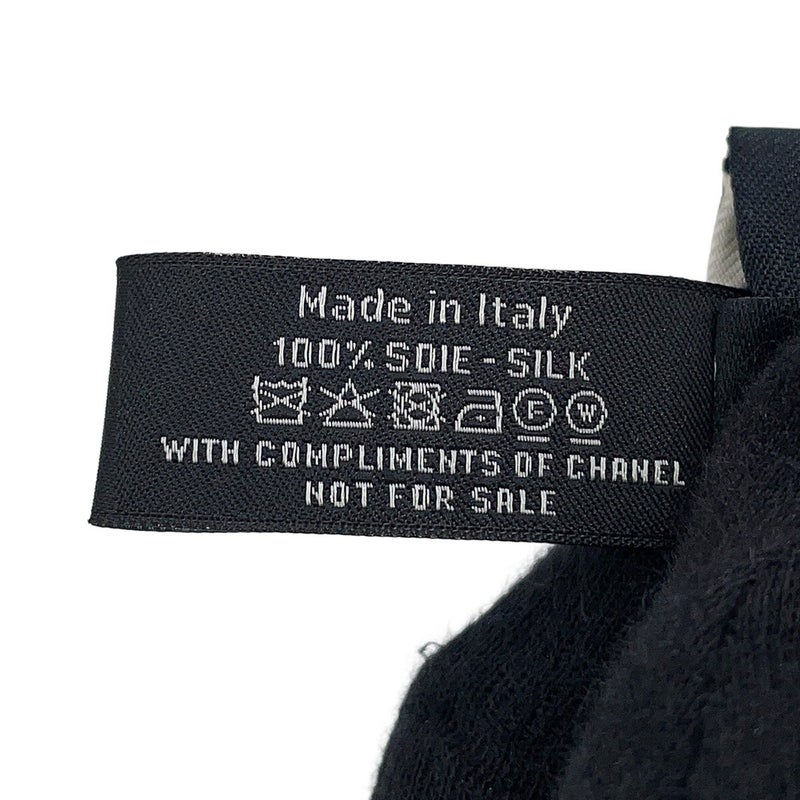 Made in Italy
100% SOIE - SILK
F W
WITH COMPLIMENTS OF CHANEL
NOT FOR SALE